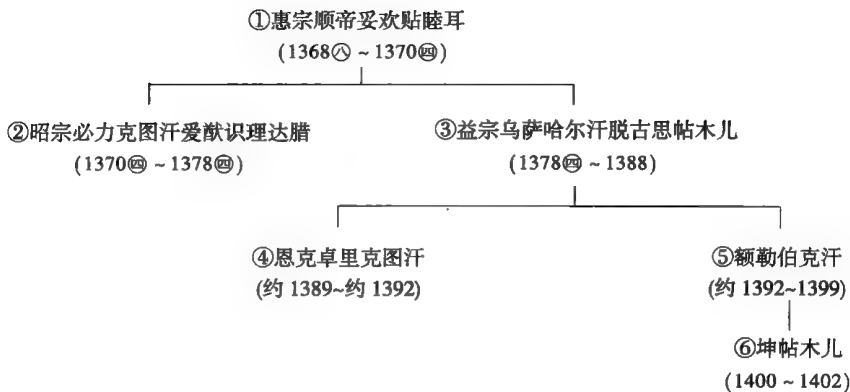 ①惠宗顺帝妥欢贴睦耳
(1368㊇ ~ 1370㊃)
②昭宗必力克图汗爱猷识理达腊
(1370㊃ ~ 1378㊃)
③益宗乌萨哈尔汗脱古思帖木儿
(1378㊃ ~ 1388)
④恩克卓里克图汗
(约 1389~约 1392)
⑤额勒伯克汗
(约 1392~1399)
⑥坤帖木儿
(1400 ~ 1402)